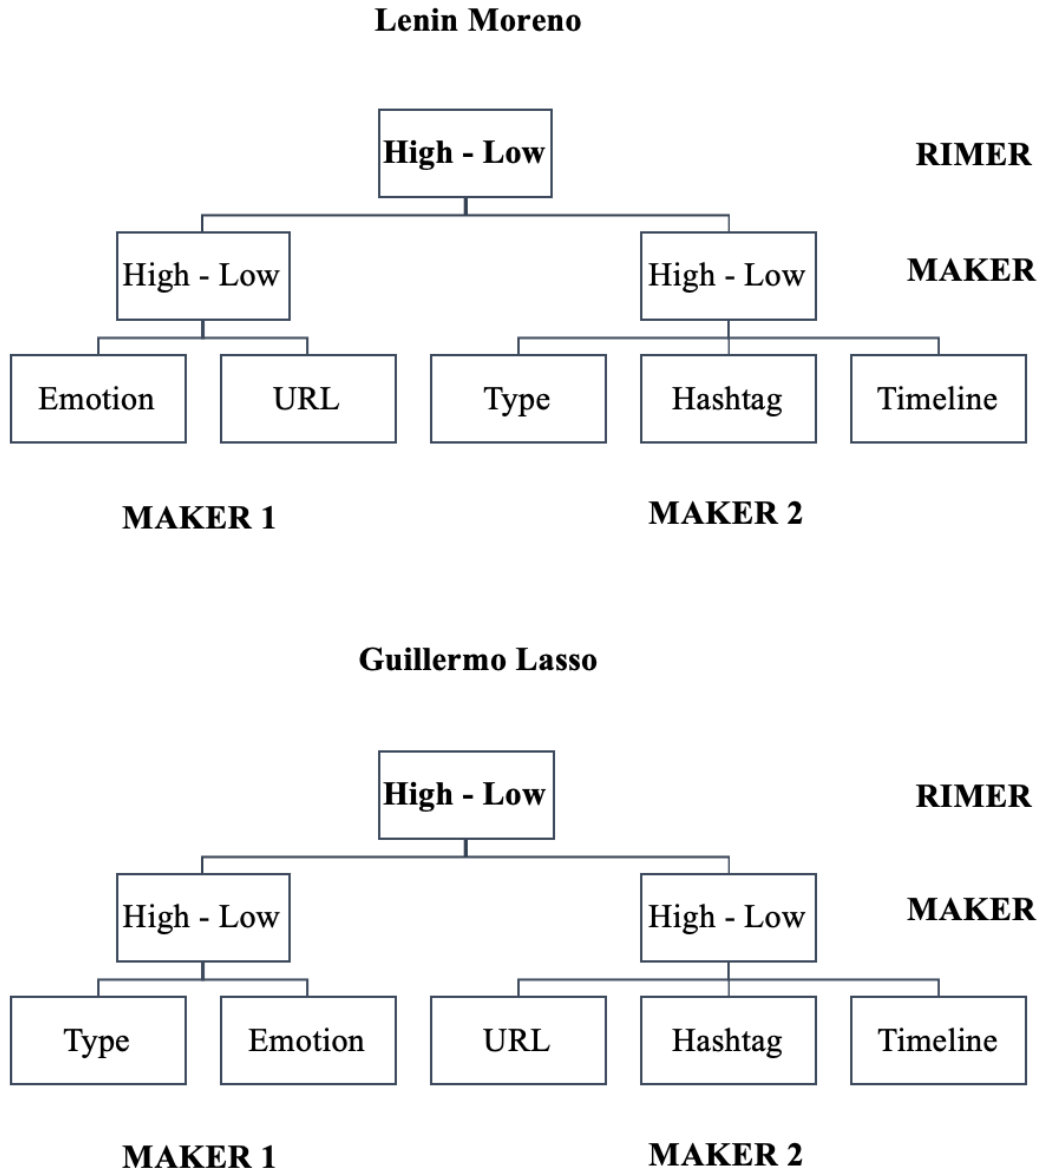 Lenin Moreno
High - Low
RIMER
High - Low
High - Low
MAKER
Emotion
URL
Type
Hashtag
Timeline
MAKER 1
MAKER 2
Guillermo Lasso
High - Low
RIMER
High - Low
High - Low
MAKER
Type
Emotion
URL
Hashtag
Timeline
MAKER 1
MAKER 2